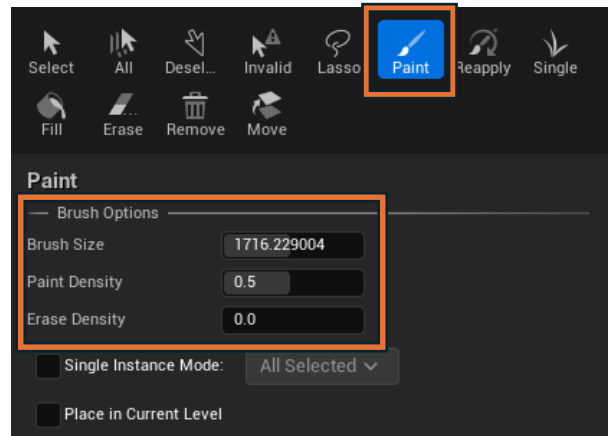 Select All Desel... Invalid Lasso Paint Reapply Single
Fill Erase Remove Move
Paint
Brush Options
Brush Size 1716.229004
Paint Density 0.5
Erase Density 0.0
Single Instance Mode: All Selected
Place in Current Level